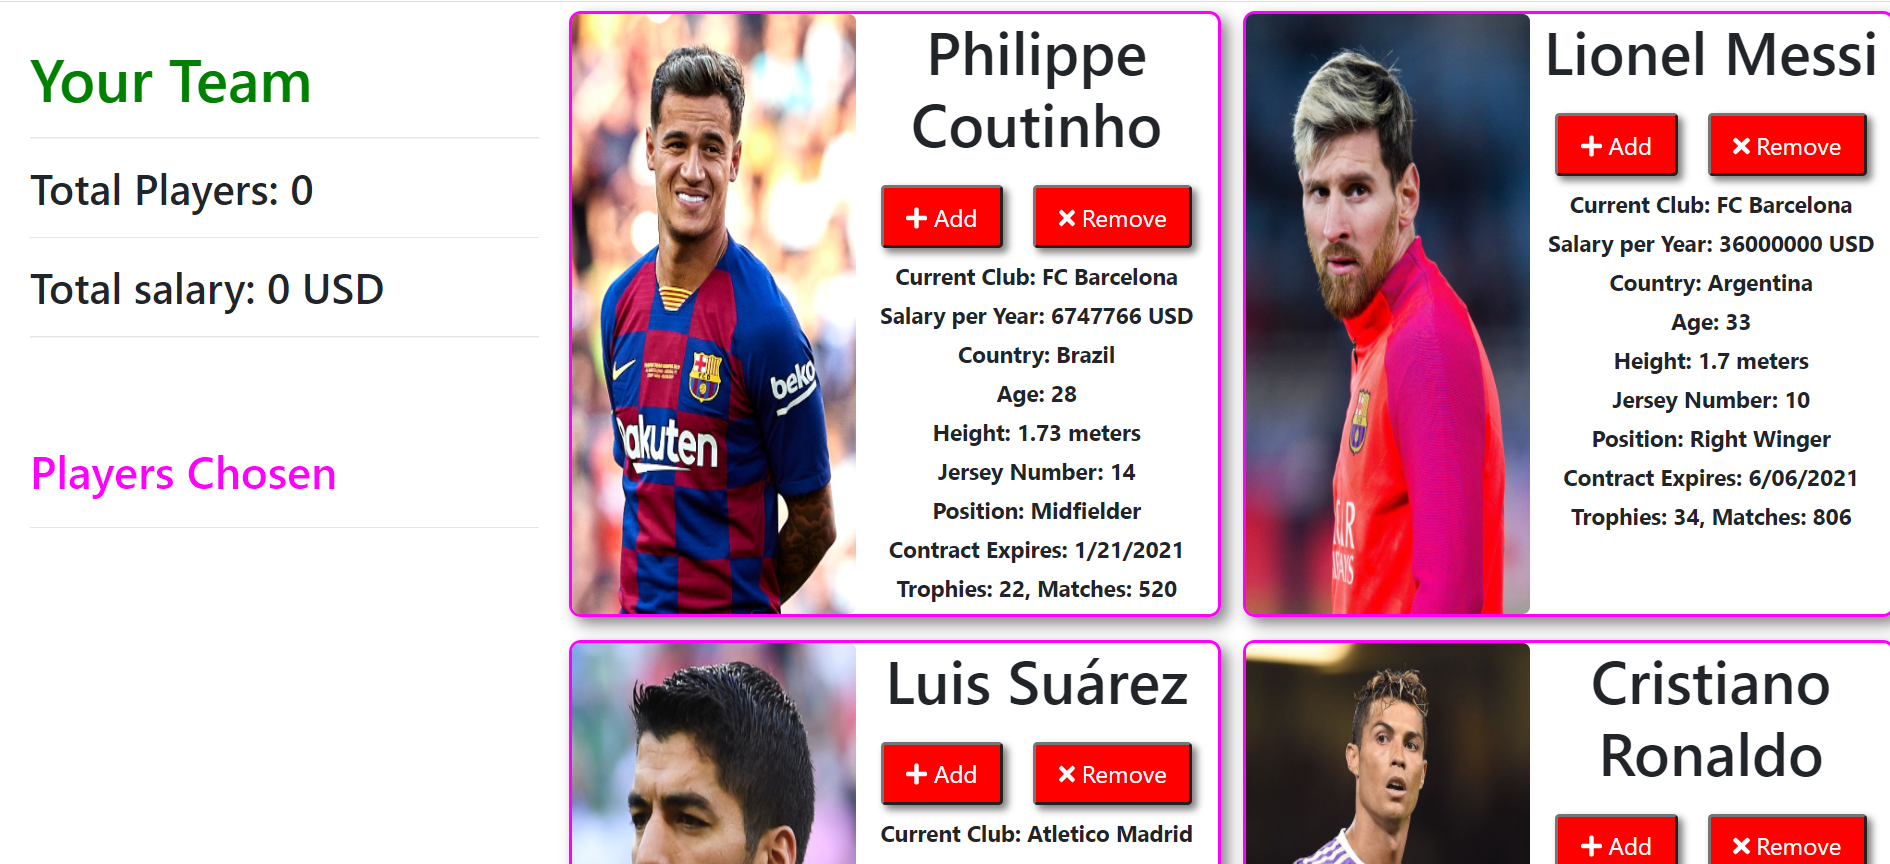 Your Team
Total Players: 0
Total salary: 0 USD
Players Chosen
Philippe
Coutinho
Add
Remove
Current Club: FC Barcelona
Salary per Year: 6747766 USD
Country: Brazil
Age: 28
Height: 1.73 meters
Jersey Number: 14
Position: Midfielder
Contract Expires: 1/21/2021
Trophies: 22, Matches: 520
beko
Rakuten
Lionel Messi
Add
Remove
Current Club: FC Barcelona
Salary per Year: 36000000 USD
Country: Argentina
Age: 33
Height: 1.7 meters
Jersey Number: 10
Position: Right Winger
Contract Expires: 6/06/2021
Trophies: 34, Matches: 806
Luis Suárez
Add
Remove
Current Club: Atletico Madrid
Cristiano
Ronaldo
Add
Remove